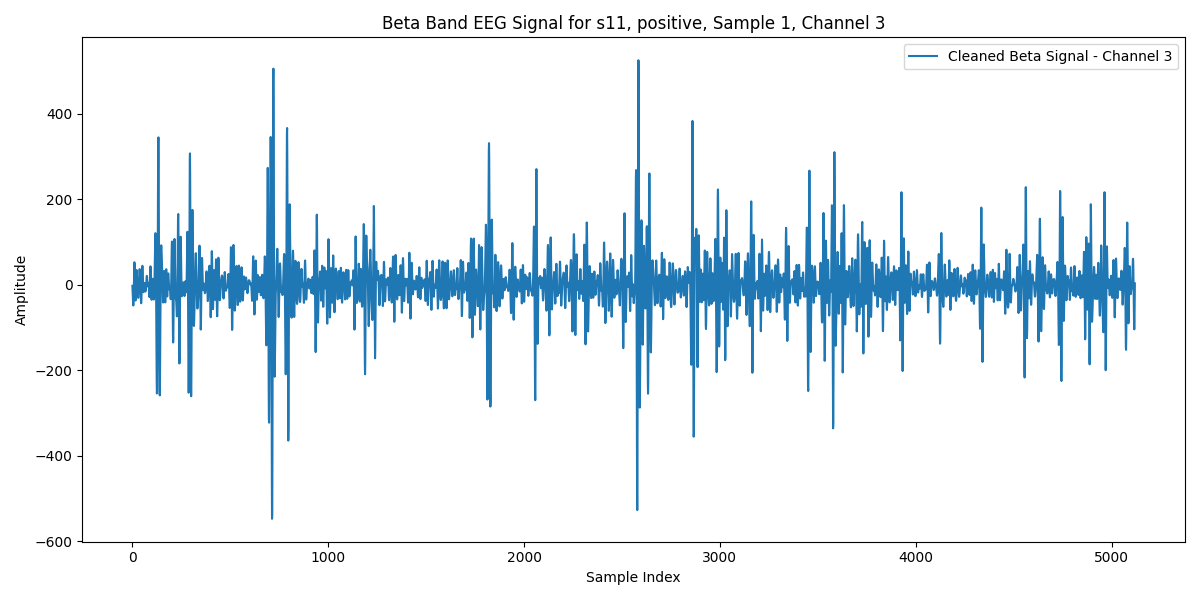 Beta Band EEG Signal for s11, positive, Sample 1, Channel 3
Cleaned Beta Signal - Channel 3
Amplitude
400
200
0
−200
−400
−600
0 1000 2000 3000 4000 5000
Sample Index